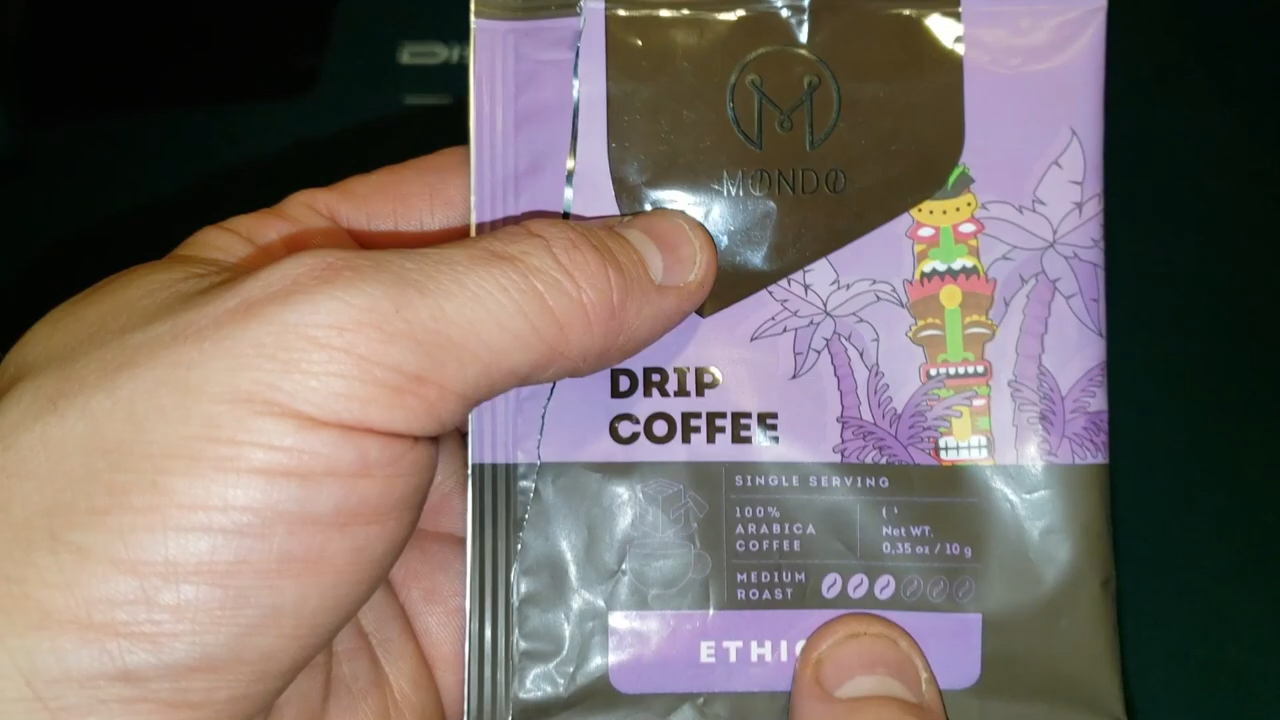 MONDO
DRIP
COFFEE
SINGLE SERVING
100%
ARABICA
COFFEE
Net WT.
0,35 oz / 10 g
MEDIUM
ROAST